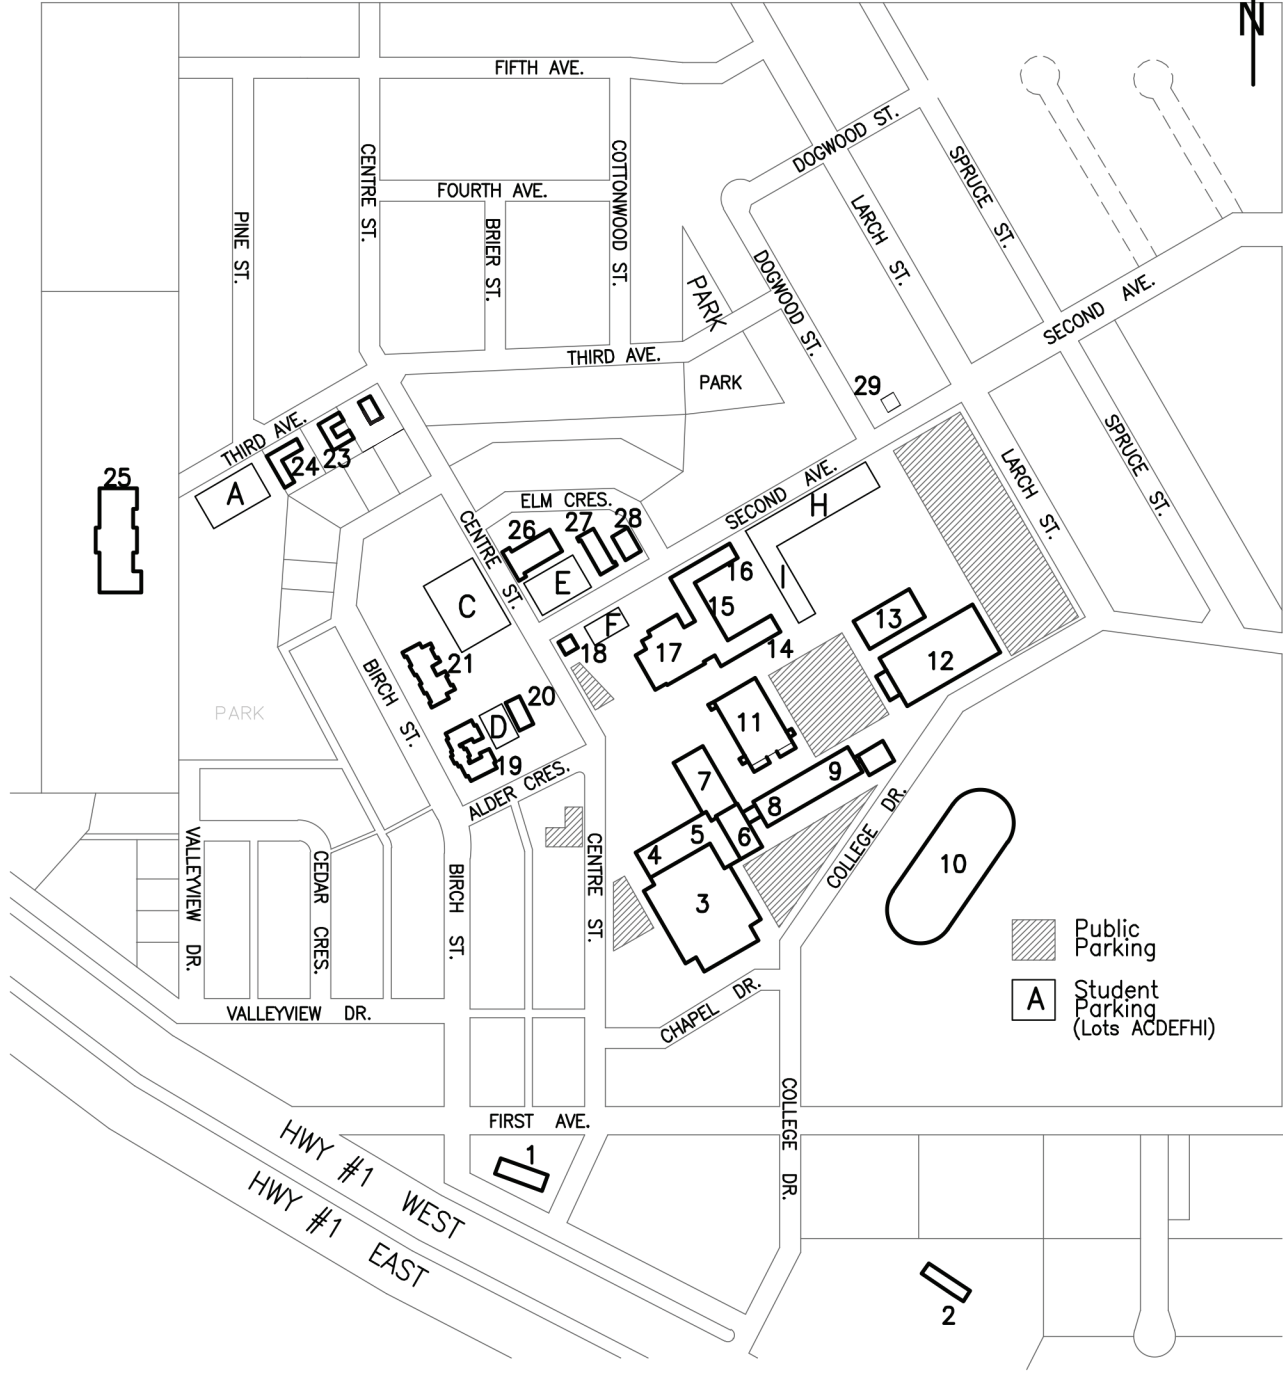 N
FIFTH AVE.
DOGWOOD ST.
CENTRE ST.
COTTONWOOD ST.
SPRUCE ST.
FOURTH AVE.
PINE ST.
BRIER ST.
LARCH ST.
DOGWOOD ST.
PARK
SECOND AVE.
THIRD AVE.
PARK
29
THIRD AVE.
23
24
25
A
SPRUCE ST.
LARCH ST.
SECOND AVE.
H
ELM CRES.
CENTRE ST.
26
27
28
E
I
16
15
C
F
18
17
14
13
12
21
BIRCH ST.
20
D
19
PARK
11
ALDER CRES.
7
9
8
5
6
4
3
COLLEGE DR.
10
VALLEYVIEW DR.
CEDAR CRES.
BIRCH ST.
CENTRE ST.
Public
Parking
A
Student
Parking
(Lots ACDEFHI)
VALLEYVIEW DR.
CHAPEL DR.
COLLEGE DR.
FIRST AVE.
1
HWY #1 WEST
HWY #1 EAST
2